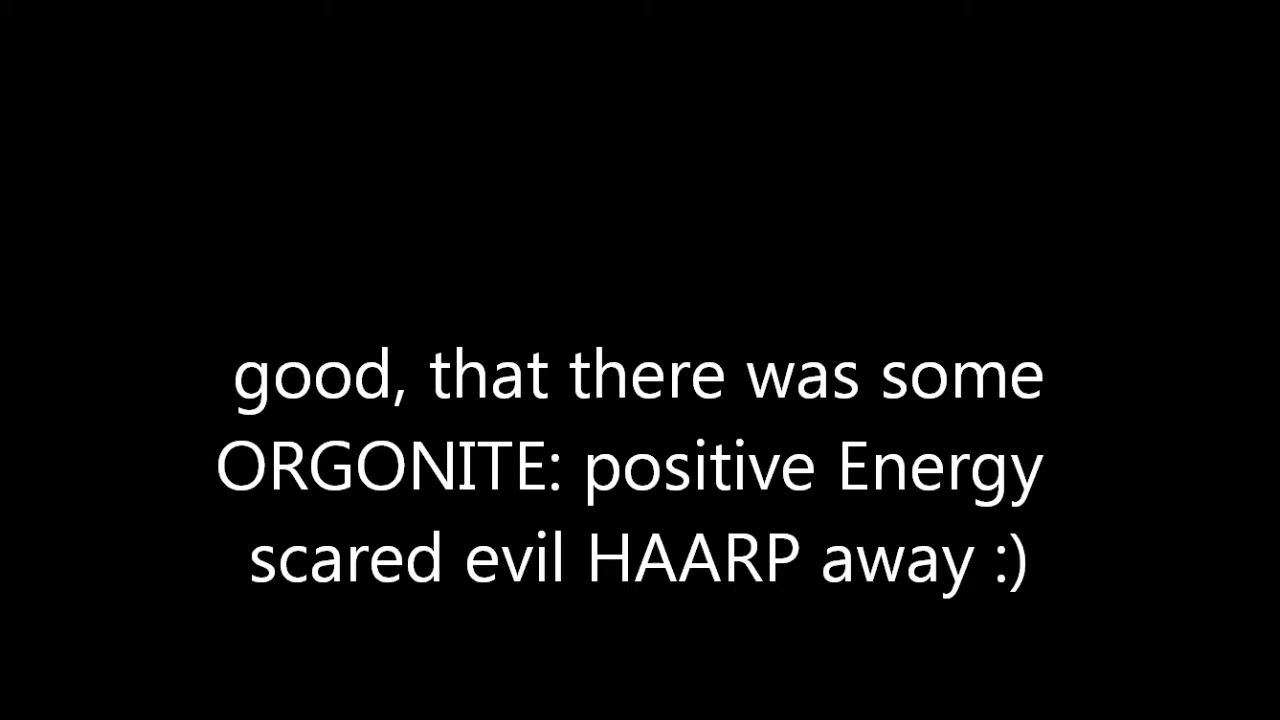 good, that there was some
ORGONITE: positive Energy
scared evil HAARP away :)